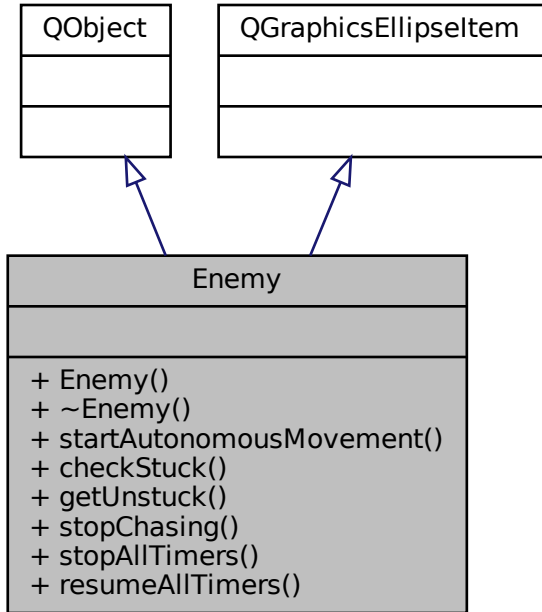 QObject
QGraphicsEllipseItem
Enemy
+ Enemy()
+ ~Enemy()
+ startAutonomousMovement()
+ checkStuck()
+ getUnstuck()
+ stopChasing()
+ stopAllTimers()
+ resumeAllTimers()